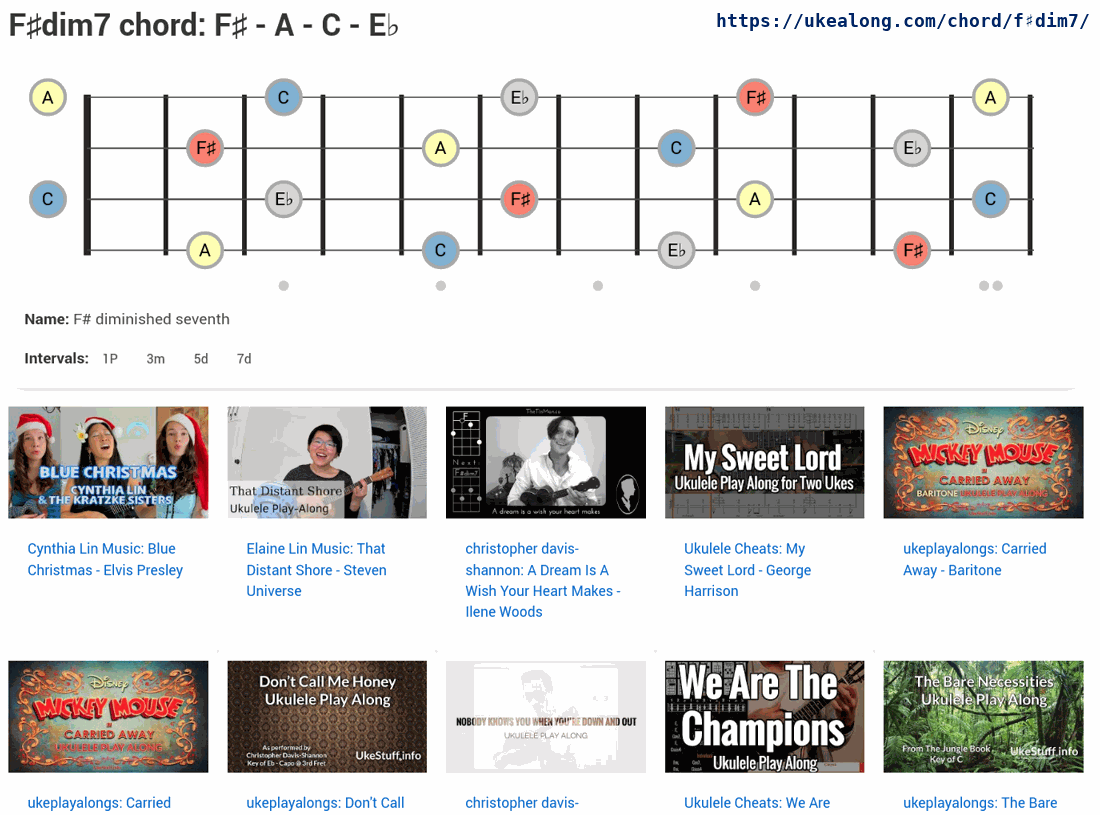 F♯dim7 chord: F♯ - A - C - E♭
https://ukealong.com/chord/f♯dim7/
A C E♭ F♯ A
F♯ A C E♭
C E♭ F♯ A C
A C E♭ F♯
Name: F# diminished seventh
Intervals: 1P 3m 5d 7d
BLUE CHRISTMAS
CYNTHIA LIN
& THE KRATZKE SISTERS
That Distant Shore
Ukulele Play-Along
TheTinMaruse
F
Next:
F#dim7
A dream is a wish your heart makes
My Sweet Lord
Ukulele Play Along for Two Ukes
Disney
MICKEY MOUSE
in
CARRIED AWAY
BARITONE UKULELE PLAY ALONG
Cynthia Lin Music: Blue
Christmas - Elvis Presley
Elaine Lin Music: That
Distant Shore - Steven
Universe
christopher davis-
shannon: A Dream Is A
Wish Your Heart Makes -
Ilene Woods
Ukulele Cheats: My
Sweet Lord - George
Harrison
ukeplayalongs: Carried
Away - Baritone
Disney
MICKEY MOUSE
in
CARRIED AWAY
UKULELE PLAY ALONG
Don't Call Me Honey
Ukulele Play Along
As performed by
Christopher Davis-Shannon
Key of Eb - Capo @ 3rd Fret
UkeStuff.info
NOBODY KNOWS YOU WHEN YOU'RE DOWN AND OUT
UKULELE PLAY ALONG
We Are The
Champions
Ukulele Play Along
The Bare Necessities
Ukulele Play Along
From The Jungle Book
Key of C
UkeStuff.info
ukeplayalongs: Carried
ukeplayalongs: Don't Call
christopher davis-
Ukulele Cheats: We Are
ukeplayalongs: The Bare